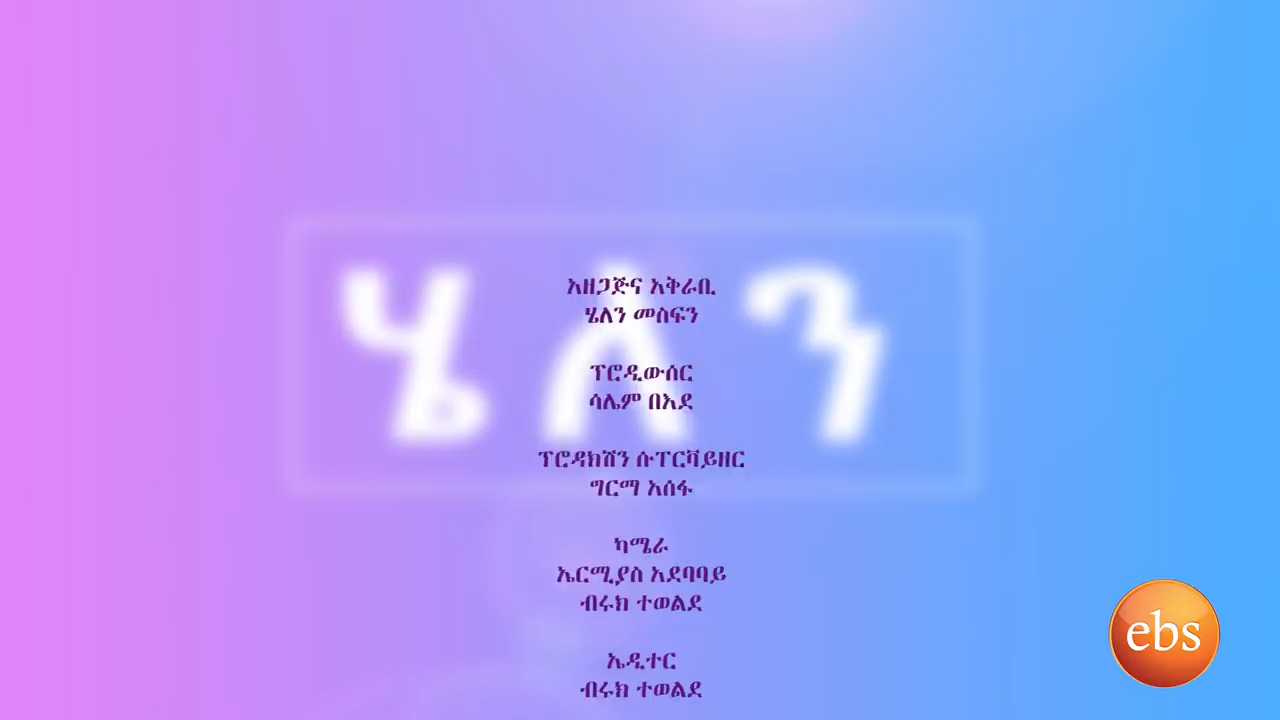 ሄለን
አዘጋጅና አቅራቢ
ሄለን መስፍን
ፕሮዲውሰር
ሳሌም በእደ
ፕሮዳክሽን ሱፐርቫይዘር
ግርማ አሰፋ
ካሜራ
ኤርሚያስ አደባባይ
ብሩክ ተወልደ
ኤዲተር
ብሩክ ተወልደ
ebs